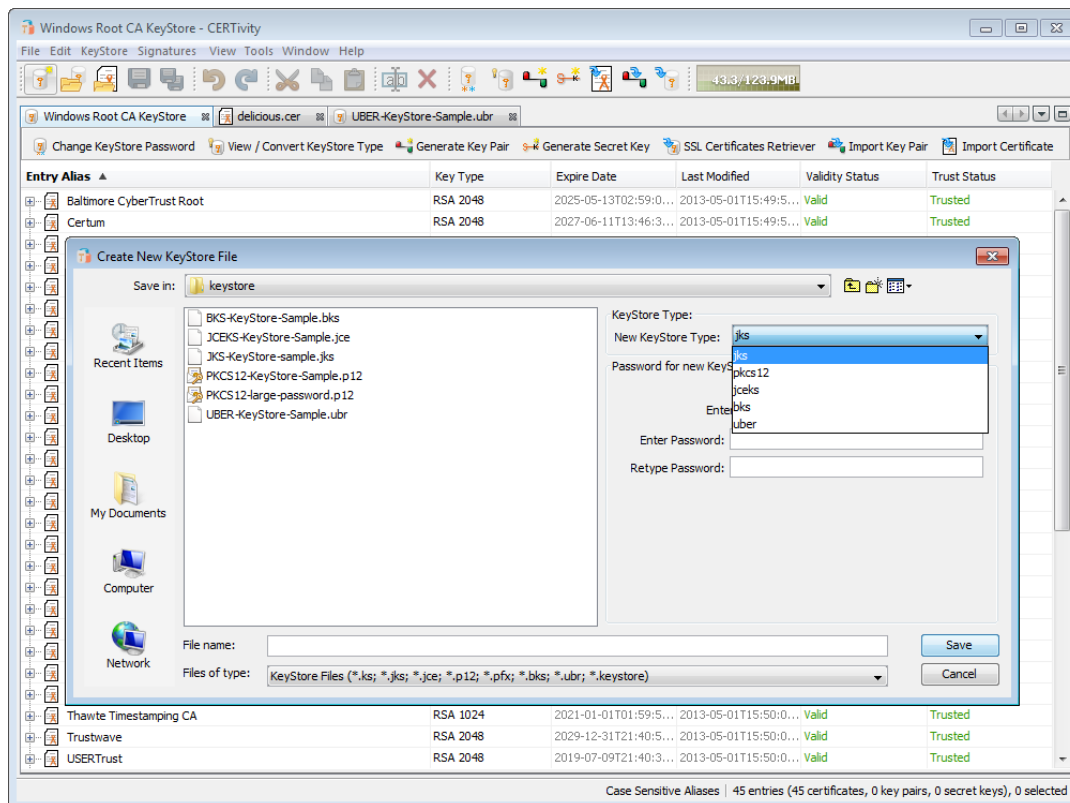 Windows Root CA KeyStore - CERTivity
File Edit KeyStore Signatures View Tools Window Help
43.3/123.9MB
Windows Root CA KeyStore delicious.cer UBER-KeyStore-Sample.ubr
Change KeyStore Password View / Convert KeyStore Type Generate Key Pair Generate Secret Key SSL Certificates Retriever Import Key Pair Import Certificate
Entry Alias Key Type Expire Date Last Modified Validity Status Trust Status
Baltimore CyberTrust Root RSA 2048 2025-05-13T02:59:0... 2013-05-01T15:49:5... Valid Trusted
Certum RSA 2048 2027-06-11T13:46:3... 2013-05-01T15:49:5... Valid Trusted
Create New KeyStore File
Save in: keystore
Recent Items
Desktop
My Documents
Computer
Network
BKS-KeyStore-Sample.bks
JCEKS-KeyStore-Sample.jce
JKS-KeyStore-sample.jks
PKCS12-KeyStore-Sample.p12
PKCS12-large-password.p12
UBER-KeyStore-Sample.ubr
KeyStore Type:
New KeyStore Type: jks
jks
pkcs12
jceks
bks
uber
Password for new KeyS
Ente
Enter Password:
Retype Password:
File name:
Save
Files of type: KeyStore Files (*.ks; *.jks; *.jce; *.p12; *.pfx; *.bks; *.ubr; *.keystore)
Cancel
Thawte Timestamping CA RSA 1024 2021-01-01T01:59:5... 2013-05-01T15:50:0... Valid Trusted
Trustwave RSA 2048 2029-12-31T21:40:5... 2013-05-01T15:50:0... Valid Trusted
USERTrust RSA 2048 2019-07-09T21:40:3... 2013-05-01T15:50:0... Valid Trusted
Case Sensitive Aliases 45 entries (45 certificates, 0 key pairs, 0 secret keys), 0 selected